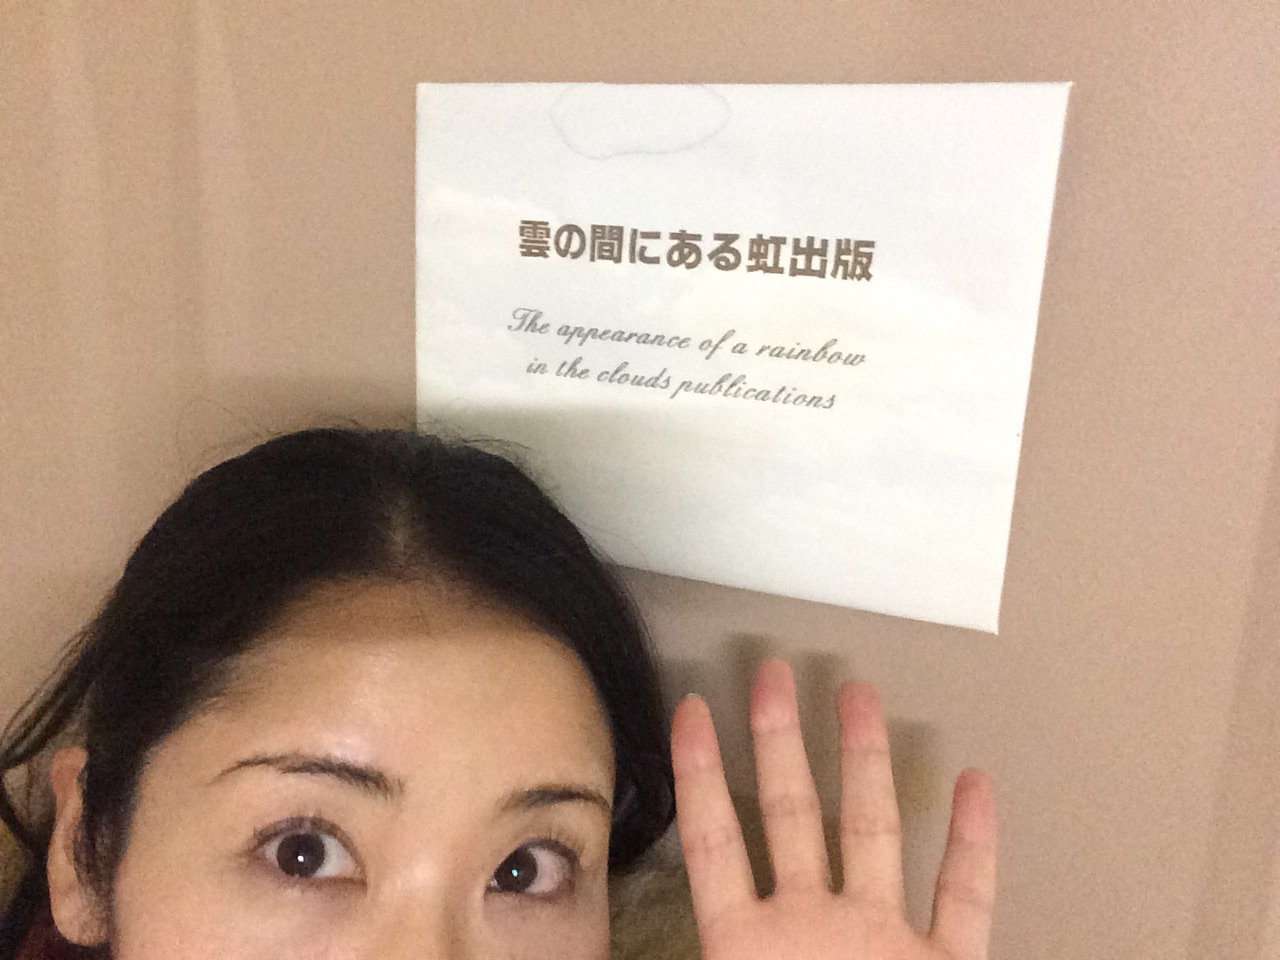 雲の間にある虹出版
The appearance of a rainbow
in the clouds publications